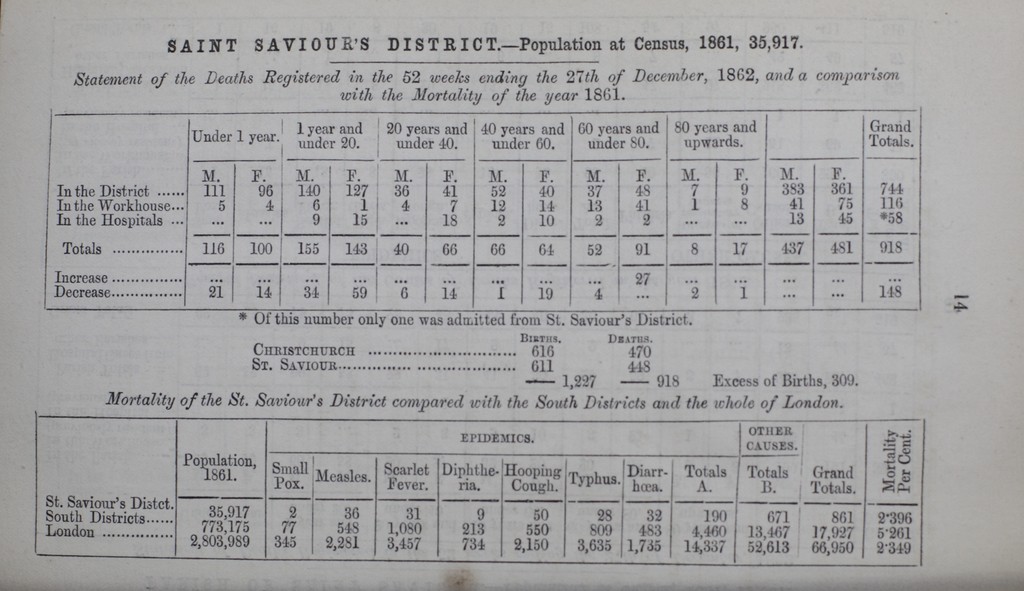 SAINT SAVIOUR'S DISTRICT.—Population at Census, 1861, 35,917.
Statement of the Deaths Registered in the 52 weeks ending the 27th of December, 1862, and a comparison
with the Mortality of the year 1861.
Under 1 year. 1 year and under 20. 20 years and under 40. 40 years and under 60. 60 years and under 80. 80 years and upwards. Grand Totals.
M. F. M. F. M. F. M. F. M. F. M. F. M. F.
In the District ...... 111 96 140 127 36 41 52 40 37 48 7 9 383 361 744
In the Workhouse... 5 4 6 1 4 7 12 14 13 41 1 8 41 75 116
In the Hospitals ... ... ... 9 15 ... 18 2 10 2 2 ... ... 13 45 *58
Totals ............... 116 100 155 143 40 66 66 64 52 91 8 17 437 481 918
Increase ............... ... ... ... ... ... ... ... ... ... 27 ... ... ... ... ...
Decrease............... 21 14 34 59 6 14 1 19 4 ... 2 1 ... ... 148
* Of this number only one was admitted from St. Saviour's District.
BIRTHS. DEATHS.
CHRISTCHURCH .............................. 616 470
ST. SAVIOUR.................................... 611 448
—— 1,227 —— 918 Excess of Births, 309.
Mortality of the St. Saviour's District compared with the South Districts and the whole of London.
Population, 1861. EPIDEMICS. OTHER CAUSES. Grand Totals. Mortality Per Cent.
Small Pox. Measles. Scarlet Fever. Diphtheria. Hooping Cough. Typhus. Diarrhœa. Totals A. Totals B.
St. Saviour's Distct. 35,917 2 36 31 9 50 28 32 190 671 861 2·396
South Districts...... 773,175 77 548 1,080 213 550 809 483 4,460 13,467 17,927 5·261
London ............... 2,803,989 345 2,281 3,457 734 2,150 3,635 1,735 14,337 52,613 66,950 2·349
14